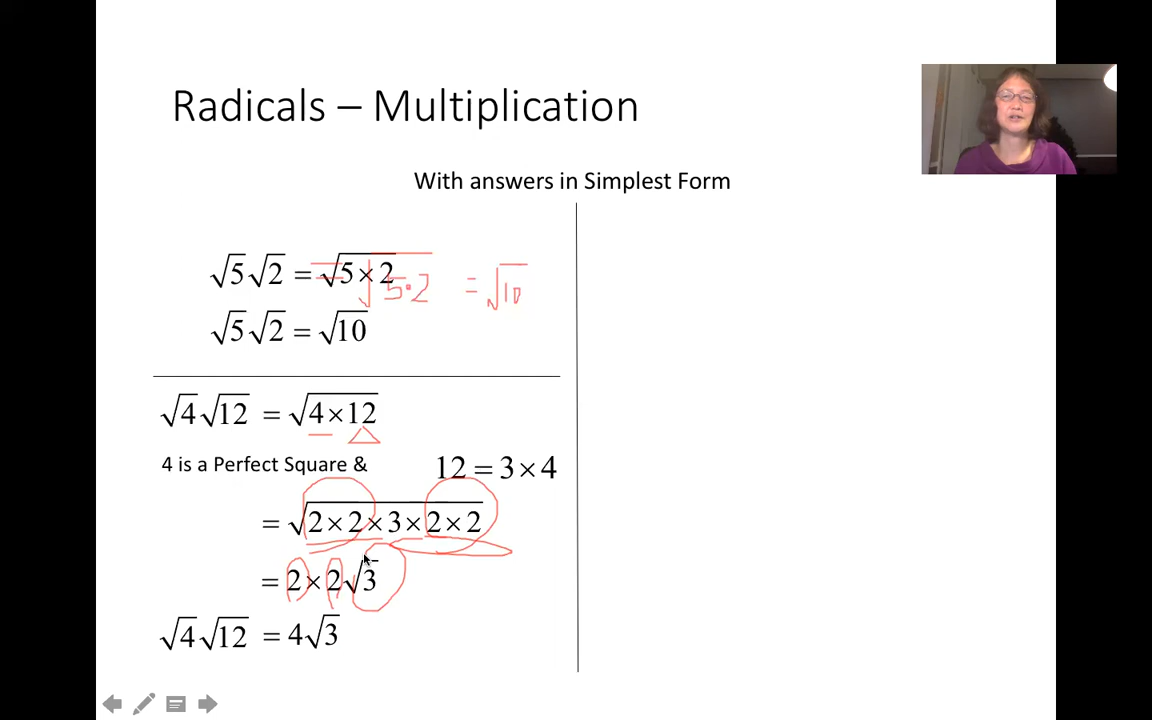 Radicals – Multiplication
With answers in Simplest Form
√5√2 = √5×2 √5·2 = √10
√5√2 = √10
√4√12 = √4×12
4 is a Perfect Square & 12 = 3×4
= √2×2×3×2×2
= 2×2√3
√4√12 = 4√3